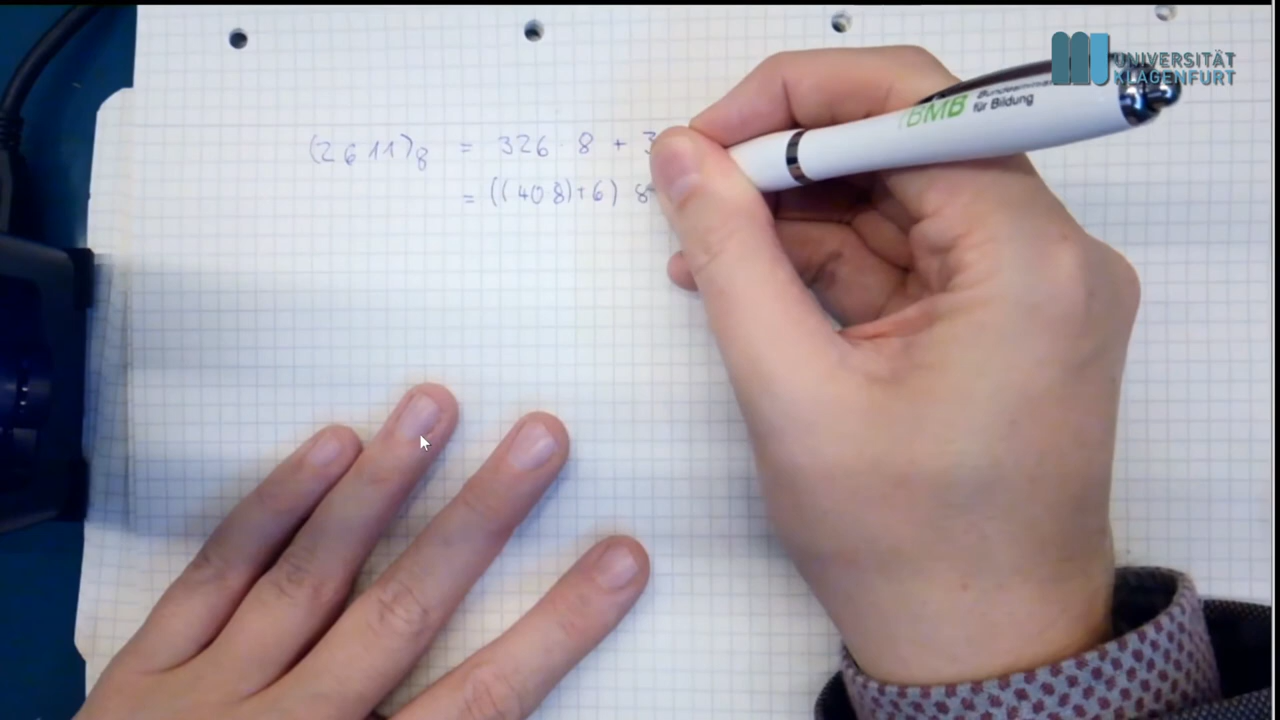 UNIVERSITÄT
KLAGENFURT
BMB
für Bildung
(2611)₈ = 326 · 8 + 3
= ((40 8)+6) 8